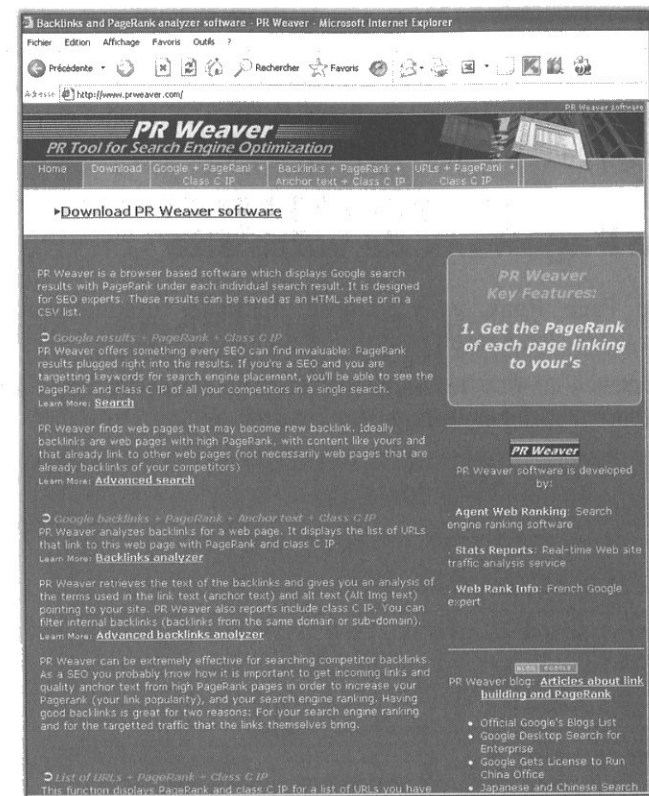 Backlinks and PageRank analyzer software - PR Weaver - Microsoft Internet Explorer
Fichier Edition Affichage Favoris Outils ?
Précédente Rechercher Favoris
Adresse http://www.prweaver.com/
PR Weaver software
PR Weaver
PR Tool for Search Engine Optimization
Home Download Google + PageRank + Backlinks + PageRank + URLs + PageRank +
Class C IP Anchor text + Class C IP Class C IP
Download PR Weaver software
PR Weaver is a browser based software which displays Google search
results with PageRank under each individual search result. It is designed
for SEO experts. These results can be saved as an HTML sheet or in a
CSV list.
Google results + PageRank + Class C IP
PR Weaver offers something every SEO can find invaluable: PageRank
results plugged right into the results. If you're a SEO and you are
targetting keywords for search engine placement, you'll be able to see the
PageRank and class C IP of all your competitors in a single search.
Learn More: Search
PR Weaver finds web pages that may become new backlink. Ideally
backlinks are web pages with high PageRank, with content like yours and
that already link to other web pages (not necessarily web pages that are
already backlinks of your competitors)
Learn More: Advanced search
Google backlinks + PageRank + Anchor text + Class C IP
PR Weaver analyzes backlinks for a web page. It displays the list of URLs
that link to this web page with PageRank and class C IP.
Learn More: Backlinks analyzer
PR Weaver retrieves the text of the backlinks and gives you an analysis of
the terms used in the link text (anchor text) and alt text (Alt Img text)
pointing to your site. PR Weaver also reports include class C IP. You can
filter internal backlinks (backlinks from the same domain or sub-domain).
Learn More: Advanced backlinks analyzer
PR Weaver can be extremely effective for searching competitor backlinks.
As a SEO you probably know how it is important to get incoming links and
quality anchor text from high PageRank pages in order to increase your
Pagerank (your link popularity), and your search engine ranking. Having
good backlinks is great for two reasons: For your search engine ranking
and for the targetted traffic that the links themselves bring.
List of URLs + PageRank + Class C IP
This function displays PageRank and class C IP for a list of URLs you have
PR Weaver
Key Features:
1. Get the PageRank
of each page linking
to your's
PR Weaver
PR Weaver software is developed
by:
. Agent Web Ranking: Search
engine ranking software
. Stats Reports: Real-time Web site
traffic analysis service
. Web Rank Info: French Google
expert
BLOG GOOGLE
PR Weaver blog: Articles about link
building and PageRank
• Official Google's Blogs List
• Google Desktop Search for
Enterprise
• Google Gets License to Run
China Office
• Japanese and Chinese Search